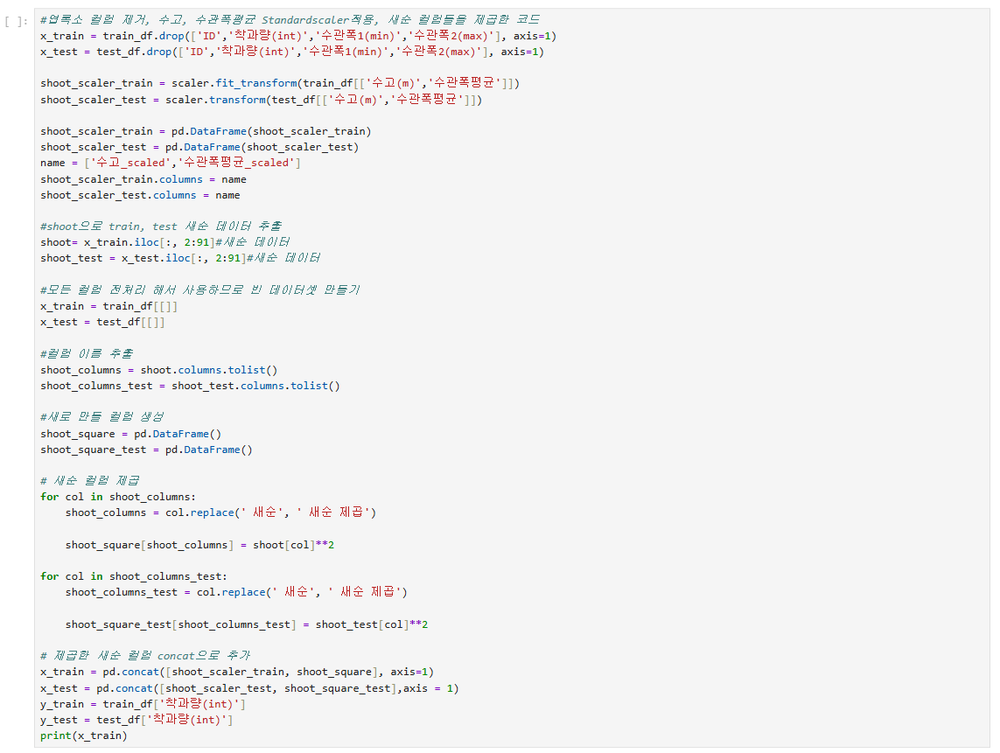 [ ]:
#엽록소 컬럼 제거, 수고, 수관폭평균 Standardscaler적용, 새순 컬럼들을 제곱한 코드
x_train = train_df.drop(['ID','착과량(int)','수관폭1(min)','수관폭2(max)'], axis=1)
x_test = test_df.drop(['ID','착과량(int)','수관폭1(min)','수관폭2(max)'], axis=1)
shoot_scaler_train = scaler.fit_transform(train_df[['수고(m)','수관폭평균']])
shoot_scaler_test = scaler.transform(test_df[['수고(m)','수관폭평균']])
shoot_scaler_train = pd.DataFrame(shoot_scaler_train)
shoot_scaler_test = pd.DataFrame(shoot_scaler_test)
name = ['수고_scaled','수관폭평균_scaled']
shoot_scaler_train.columns = name
shoot_scaler_test.columns = name
#shoot으로 train, test 새순 데이터 추출
shoot= x_train.iloc[:, 2:91]#새순 데이터
shoot_test = x_test.iloc[:, 2:91]#새순 데이터
#모든 컬럼 전처리 해서 사용하므로 빈 데이터셋 만들기
x_train = train_df[[]]
x_test = test_df[[]]
#컬럼 이름 추출
shoot_columns = shoot.columns.tolist()
shoot_columns_test = shoot_test.columns.tolist()
#새로 만들 컬럼 생성
shoot_square = pd.DataFrame()
shoot_square_test = pd.DataFrame()
# 새순 컬럼 제곱
for col in shoot_columns:
    shoot_columns = col.replace(' 새순', ' 새순 제곱')
    shoot_square[shoot_columns] = shoot[col]**2
for col in shoot_columns_test:
    shoot_columns_test = col.replace(' 새순', ' 새순 제곱')
    shoot_square_test[shoot_columns_test] = shoot_test[col]**2
# 제곱한 새순 컬럼 concat으로 추가
x_train = pd.concat([shoot_scaler_train, shoot_square], axis=1)
x_test = pd.concat([shoot_scaler_test, shoot_square_test],axis = 1)
y_train = train_df['착과량(int)']
y_test = test_df['착과량(int)']
print(x_train)